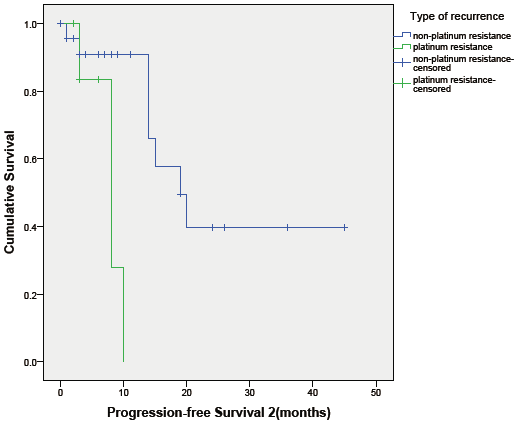 Type of recurrence
non-platinum resistance
platinum resistance
non-platinum resistance-
censored
platinum resistance-
censored
Cumulative Survival
1.0
0.8
0.6
0.4
0.2
0.0
0 10 20 30 40 50
Progression-free Survival 2(months)